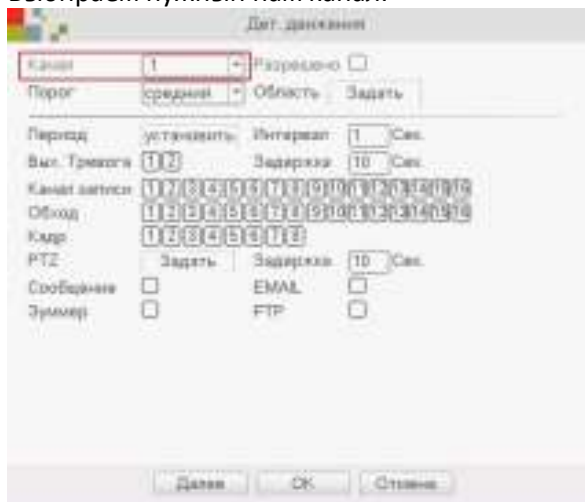 Выбираем нужный нам канал.
Дет. движения
Канал 1 Разрешено
Порог средний Область Задать
Период установить Интервал 1 Сек.
Вых. Тревога 1 2 Задержка 10 Сек.
Канал записи 1 2 3 4 5 6 7 8 9 10 11 12 13 14 15 16
Обход 1 2 3 4 5 6 7 8 9 10 11 12 13 14 15 16
Кадр 1 2 3 4 5 6 7 8
PTZ Задать Задержка 10 Сек.
Сообщение EMAIL
Зуммер FTP
Далее OK Отмена